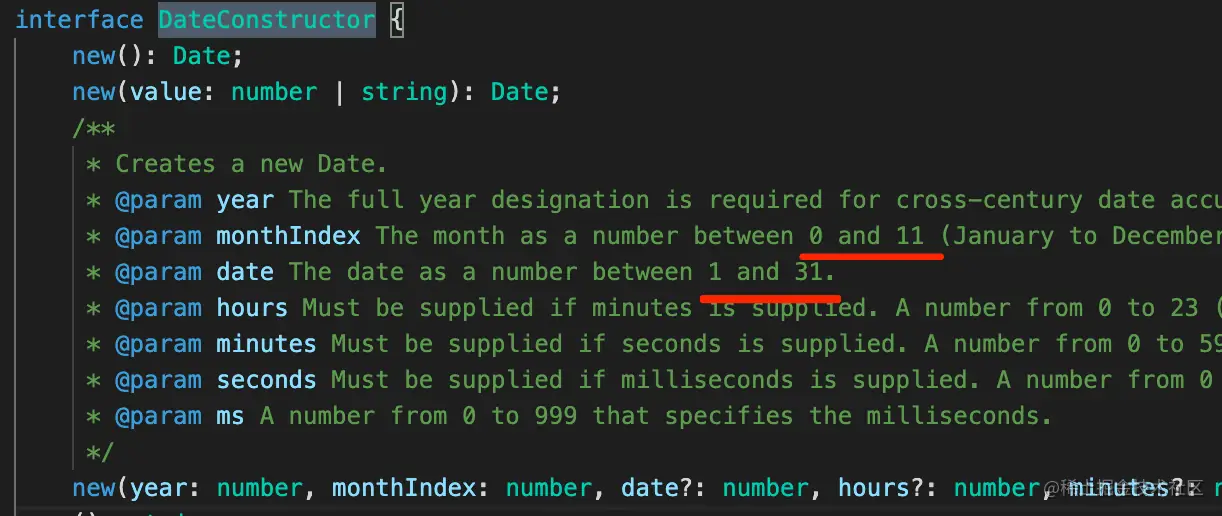 interface DateConstructor {
new(): Date;
new(value: number | string): Date;
/**
* Creates a new Date.
* @param year The full year designation is required for cross-century date accu
* @param monthIndex The month as a number between 0 and 11 (January to December
* @param date The date as a number between 1 and 31.
* @param hours Must be supplied if minutes is supplied. A number from 0 to 23 (
* @param minutes Must be supplied if seconds is supplied. A number from 0 to 59
* @param seconds Must be supplied if milliseconds is supplied. A number from 0
* @param ms A number from 0 to 999 that specifies the milliseconds.
*/
new(year: number, monthIndex: number, date?: number, hours?: number, minutes?: n
@稀土掘金技术社区